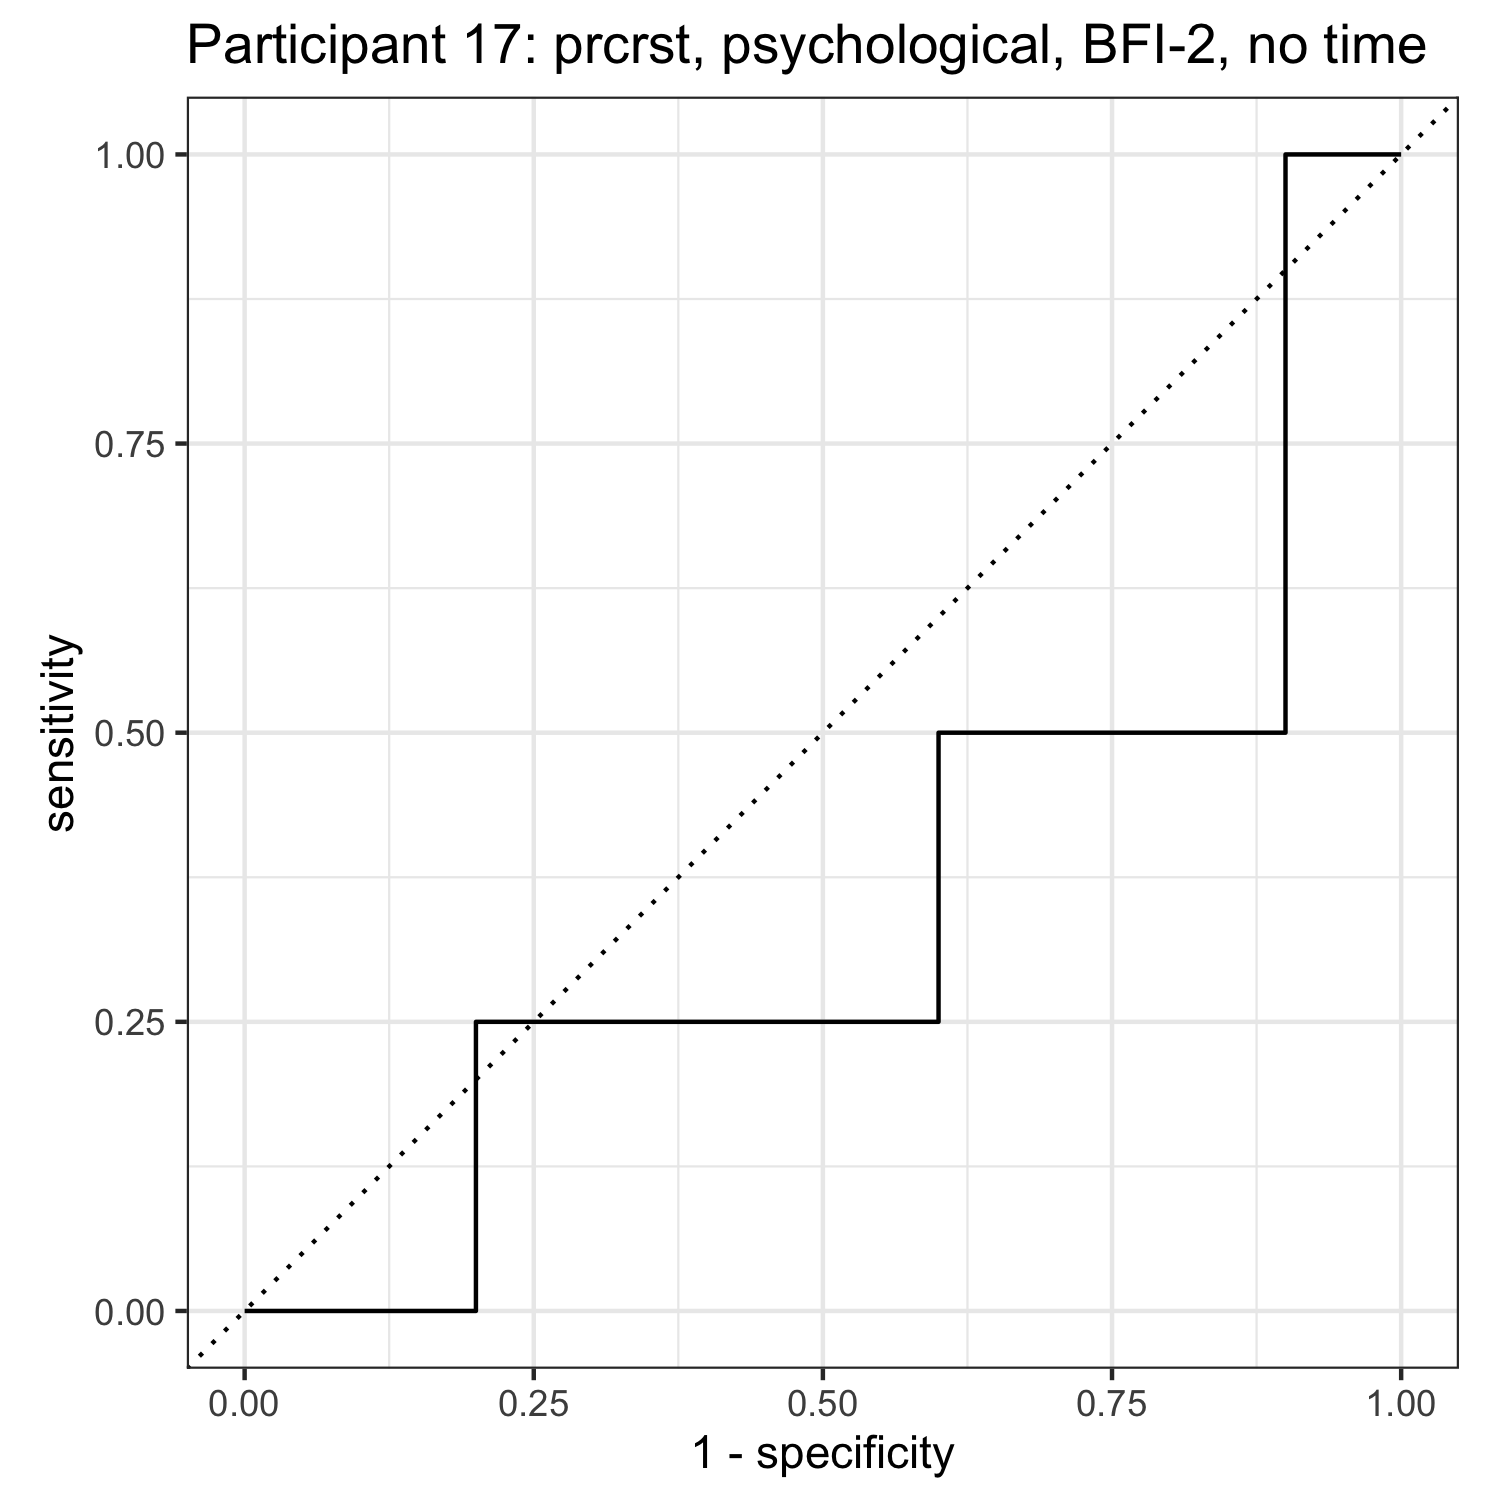 Participant 17: prcrst, psychological, BFI-2, no time
1.00
0.75
0.50
0.25
0.00
sensitivity
0.00 0.25 0.50 0.75 1.00
1 - specificity